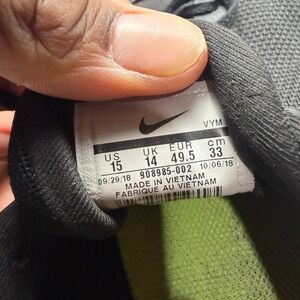 VYM
US UK EUR cm
15 14 49.5 33
09/29/18 908985-002 10/06/18
MADE IN VIETNAM
FABRIQUÉ AU VIETNAM